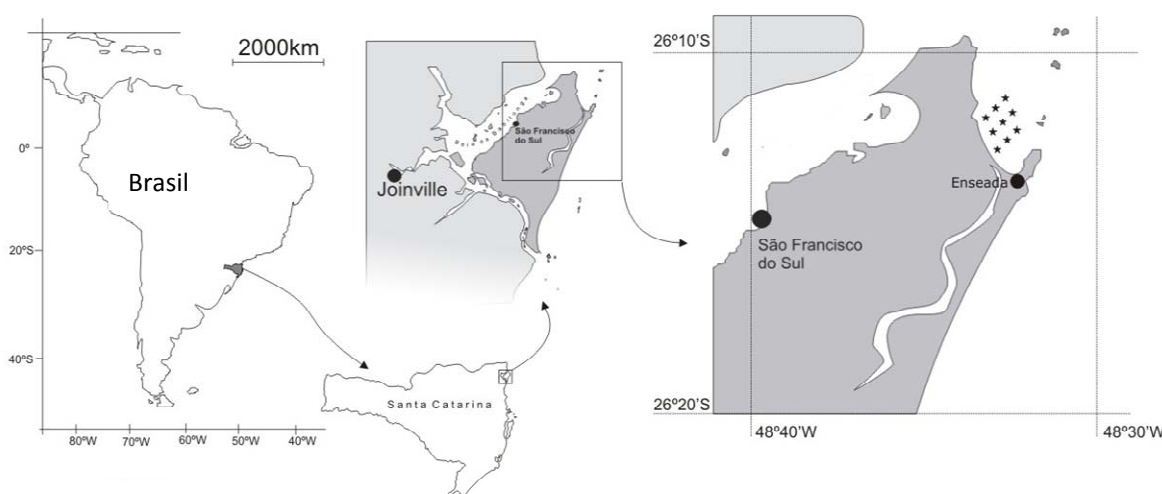 2000km
0º
20ºS
40ºS
Brasil
80ºW
70ºW
60ºW
50ºW
40ºW
Joinville
São Francisco
do Sul
Santa Catarina
26º10'S
26º20'S
Enseada
São Francisco
do Sul
48º40'W
48º30'W